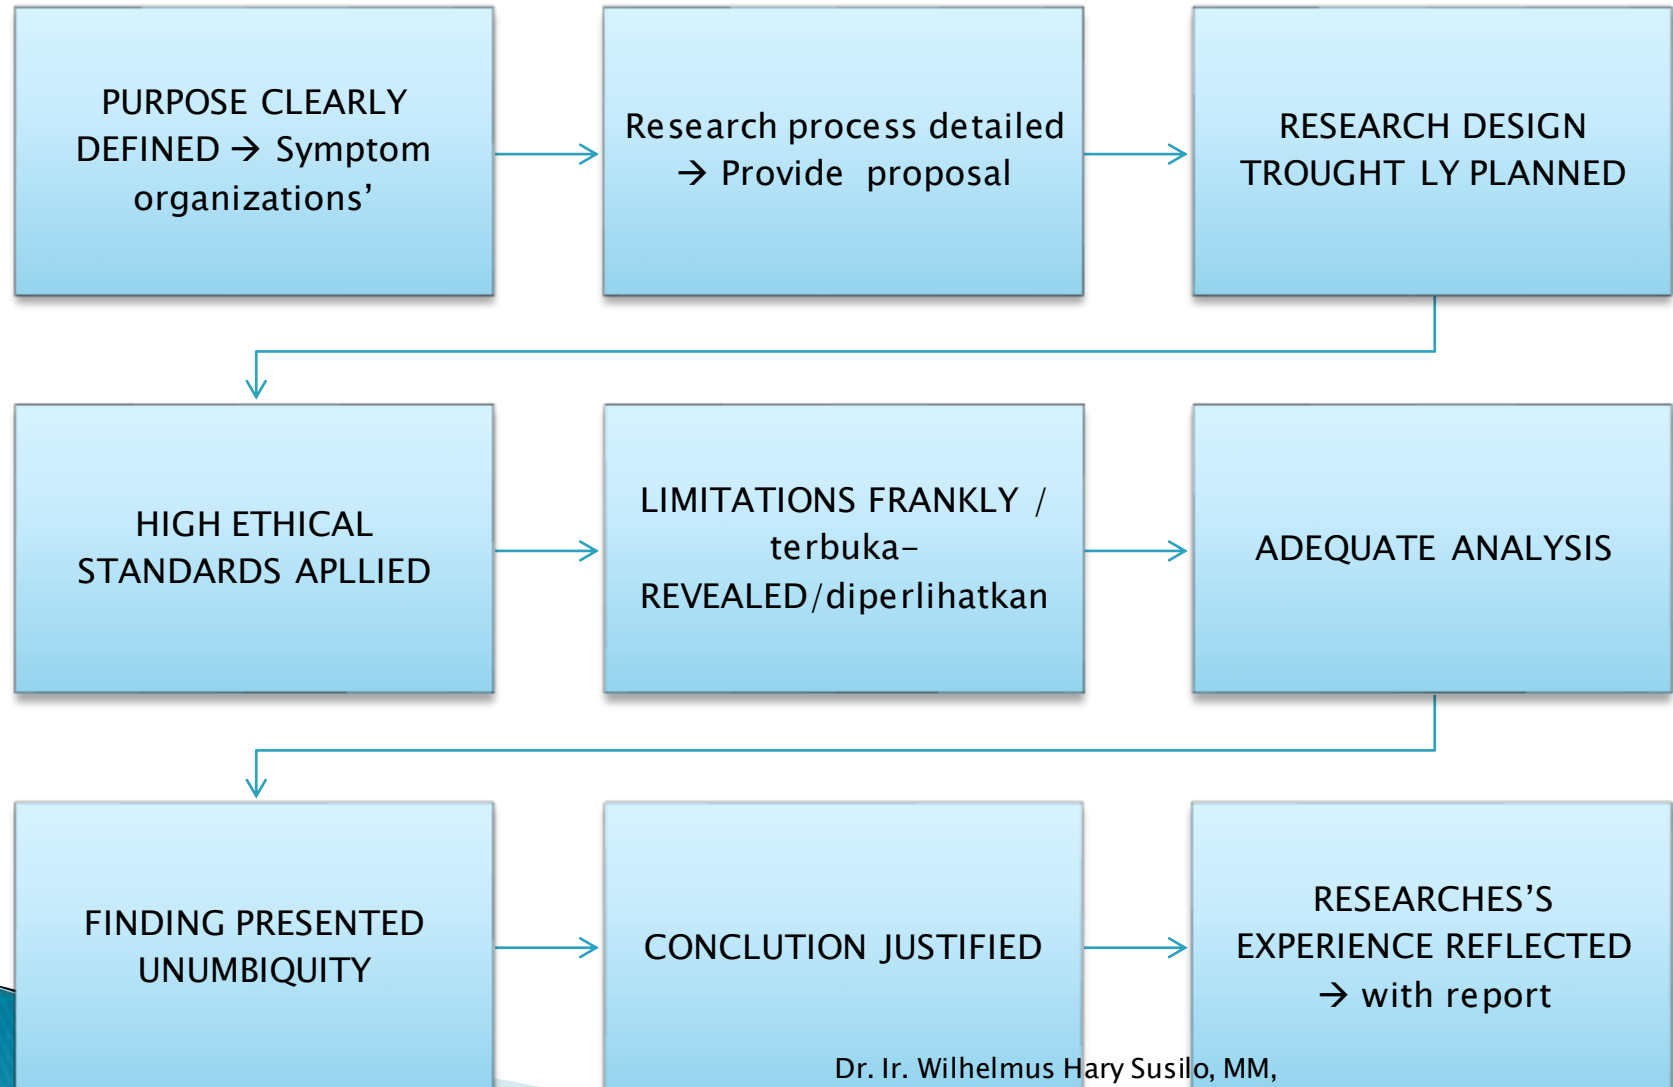 PURPOSE CLEARLY
DEFINED → Symptom
organizations’
Research process detailed
→ Provide proposal
RESEARCH DESIGN
TROUGHT LY PLANNED
HIGH ETHICAL
STANDARDS APLLIED
LIMITATIONS FRANKLY /
terbuka–
REVEALED/diperlihatkan
ADEQUATE ANALYSIS
FINDING PRESENTED
UNUMBIQUITY
CONCLUTION JUSTIFIED
RESEARCHES’S
EXPERIENCE REFLECTED
→ with report
Dr. Ir. Wilhelmus Hary Susilo, MM,